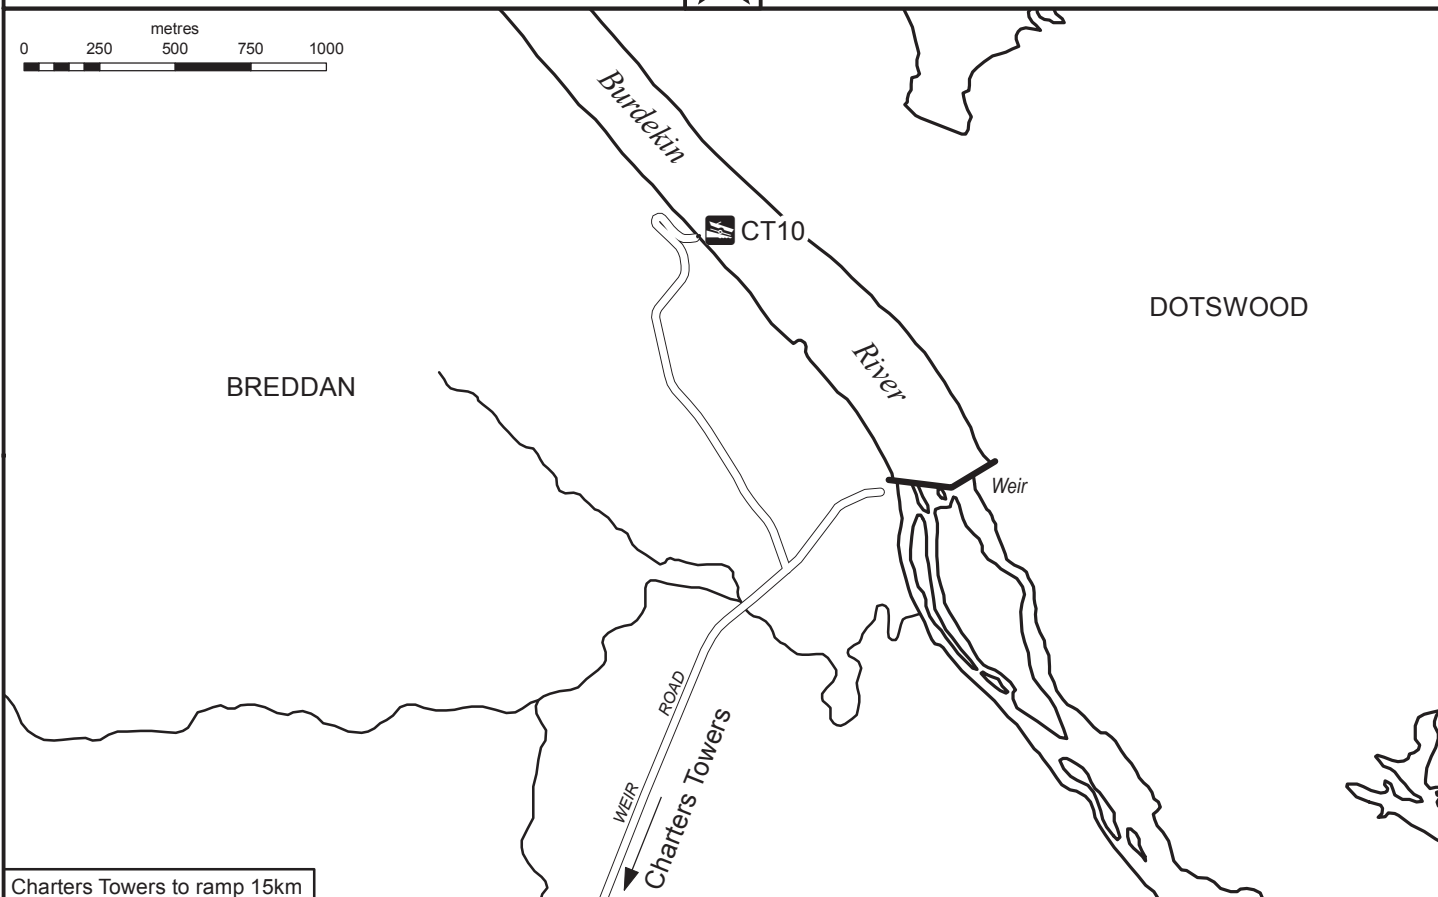 metres
0 250 500 750 1000
Burdekin
CT10
DOTSWOOD
River
BREDDAN
Weir
WEIR ROAD
Charters Towers
Charters Towers to ramp 15km